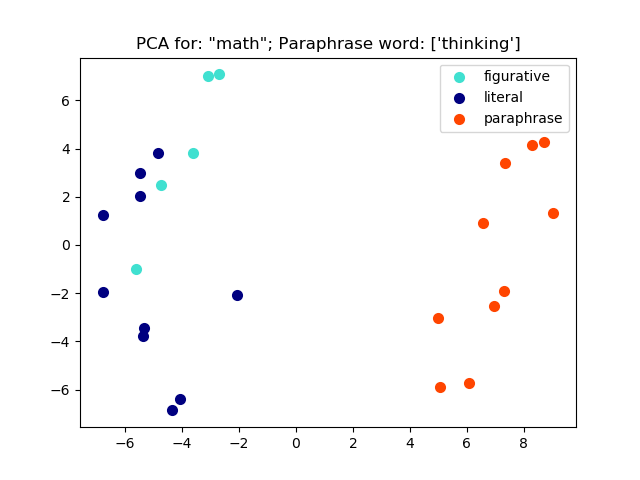 PCA for: "math"; Paraphrase word: ['thinking']
figurative
literal
paraphrase
6
4
2
0
−2
−4
−6
−6 −4 −2 0 2 4 6 8